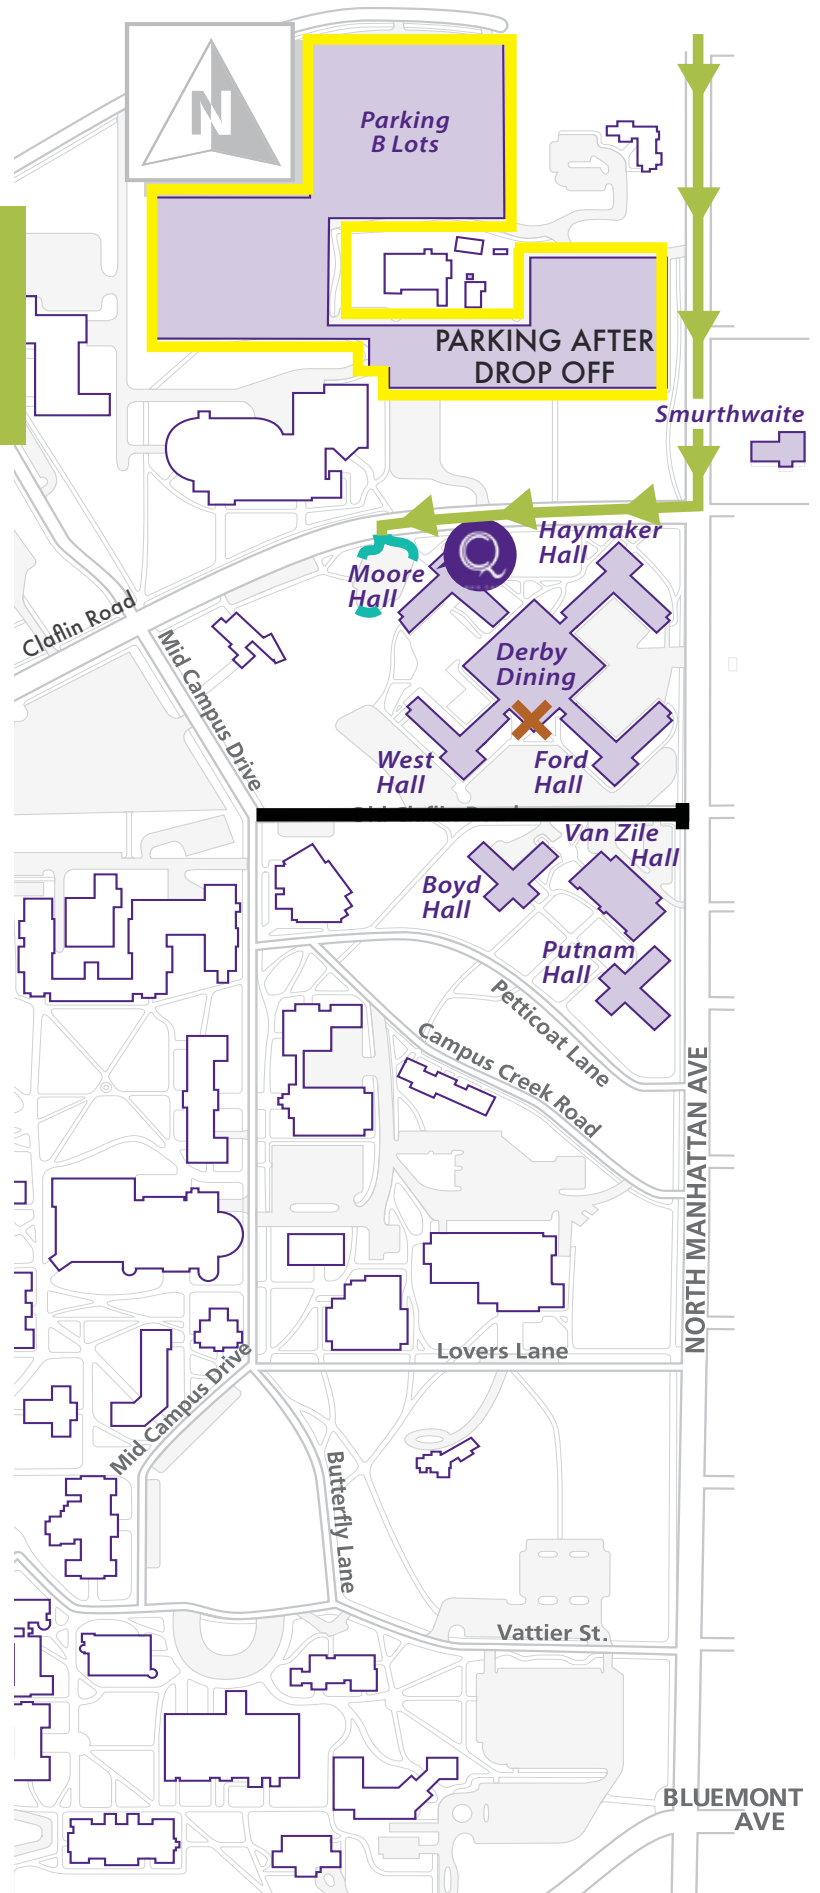 N
Parking
B Lots
PARKING AFTER
DROP OFF
Smurthwaite
Q
Haymaker
Hall
Moore
Hall
Claflin Road
Mid Campus Drive
Derby
Dining
West
Hall
Ford
Hall
Van Zile
Hall
Boyd
Hall
Putnam
Hall
Petticoat Lane
Campus Creek Road
NORTH MANHATTAN AVE
Lovers Lane
Mid Campus Drive
Butterfly Lane
Vattier St.
BLUEMONT
AVE